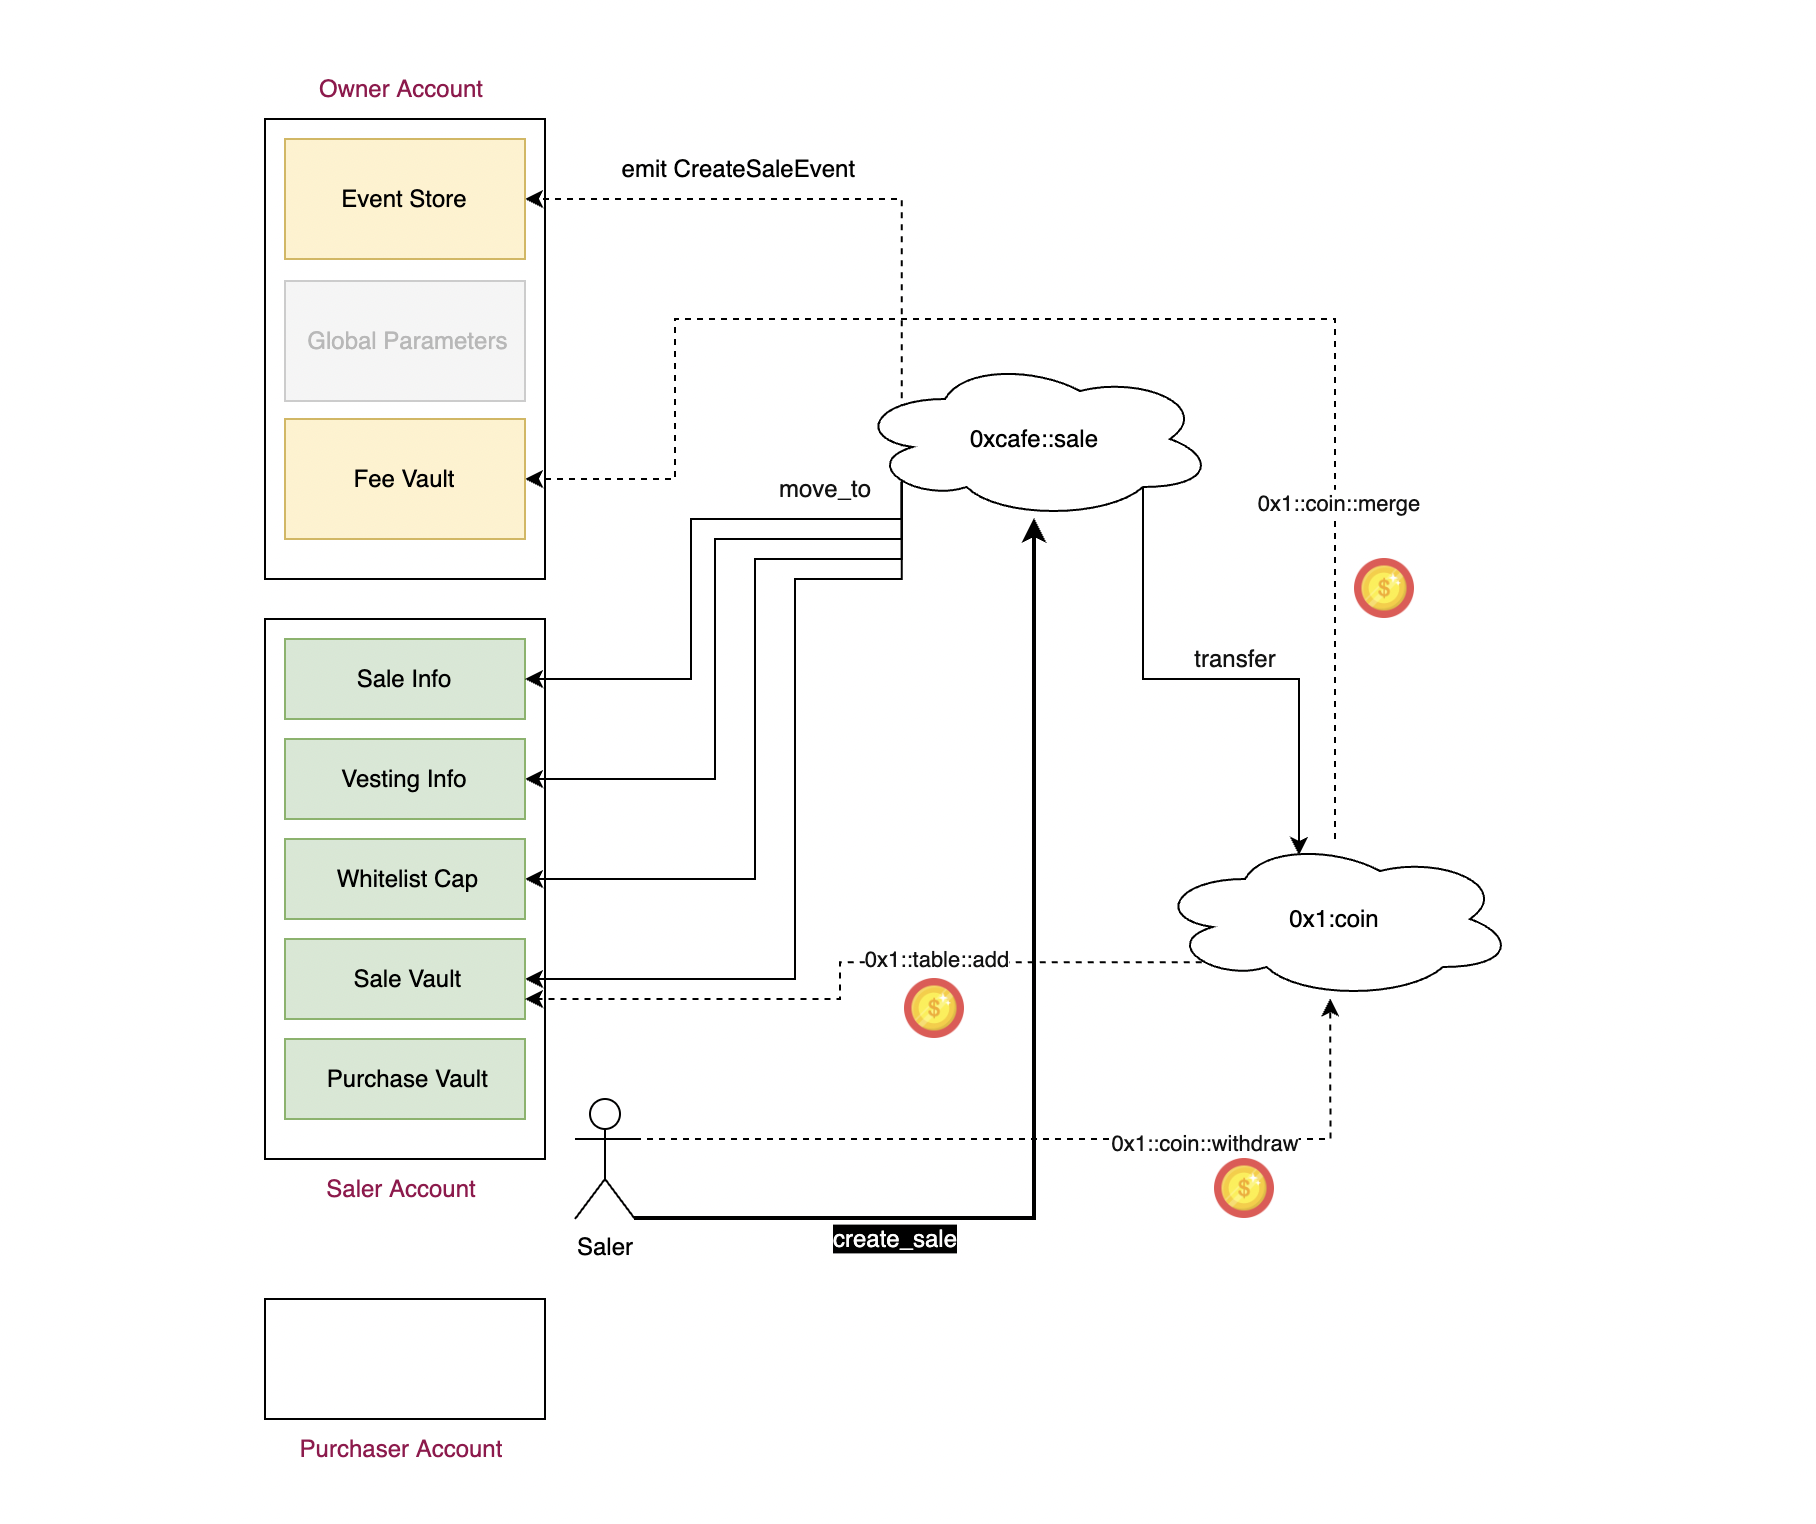 Owner Account
emit CreateSaleEvent
Event Store
Global Parameters
0xcafe::sale
Fee Vault
move_to
0x1::coin::merge
$
transfer
Sale Info
Vesting Info
Whitelist Cap
0x1:coin
0x1::table::add
Sale Vault
$
Purchase Vault
0x1::coin::withdraw
$
Saler Account
create_sale
Saler
Purchaser Account